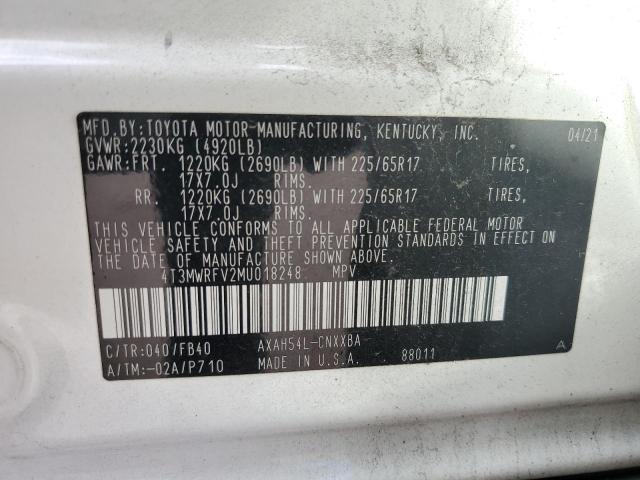 MFD.BY:TOYOTA MOTOR MANUFACTURING, KENTUCKY, INC. 04/21
GVWR:2230KG (4920LB)
GAWR:FRT. 1220KG (2690LB) WITH 225/65R17 TIRES,
17X7.0J RIMS.
RR. 1220KG (2690LB) WITH 225/65R17 TIRES,
17X7.0J RIMS.
THIS VEHICLE CONFORMS TO ALL APPLICABLE FEDERAL MOTOR
VEHICLE SAFETY AND THEFT PREVENTION STANDARDS IN EFFECT ON
THE DATE OF MANUFACTURE SHOWN ABOVE.
4T3MWRFV2MU018248 MPV
C/TR:040/FB40 AXAH54L-CNXXBA
A/TM:-02A/P710 MADE IN U.S.A. 88011 A